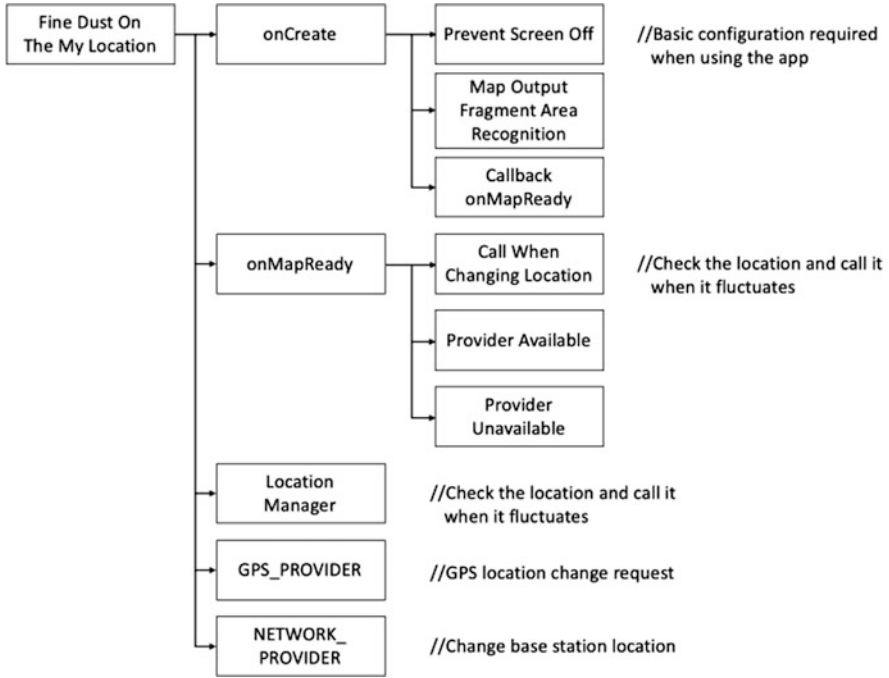 Fine Dust On
The My Location
onCreate
Prevent Screen Off
//Basic configuration required
when using the app
Map Output
Fragment Area
Recognition
Callback
onMapReady
onMapReady
Call When
Changing Location
//Check the location and call it
when it fluctuates
Provider Available
Provider
Unavailable
Location
Manager
//Check the location and call it
when it fluctuates
GPS_PROVIDER
//GPS location change request
NETWORK_
PROVIDER
//Change base station location